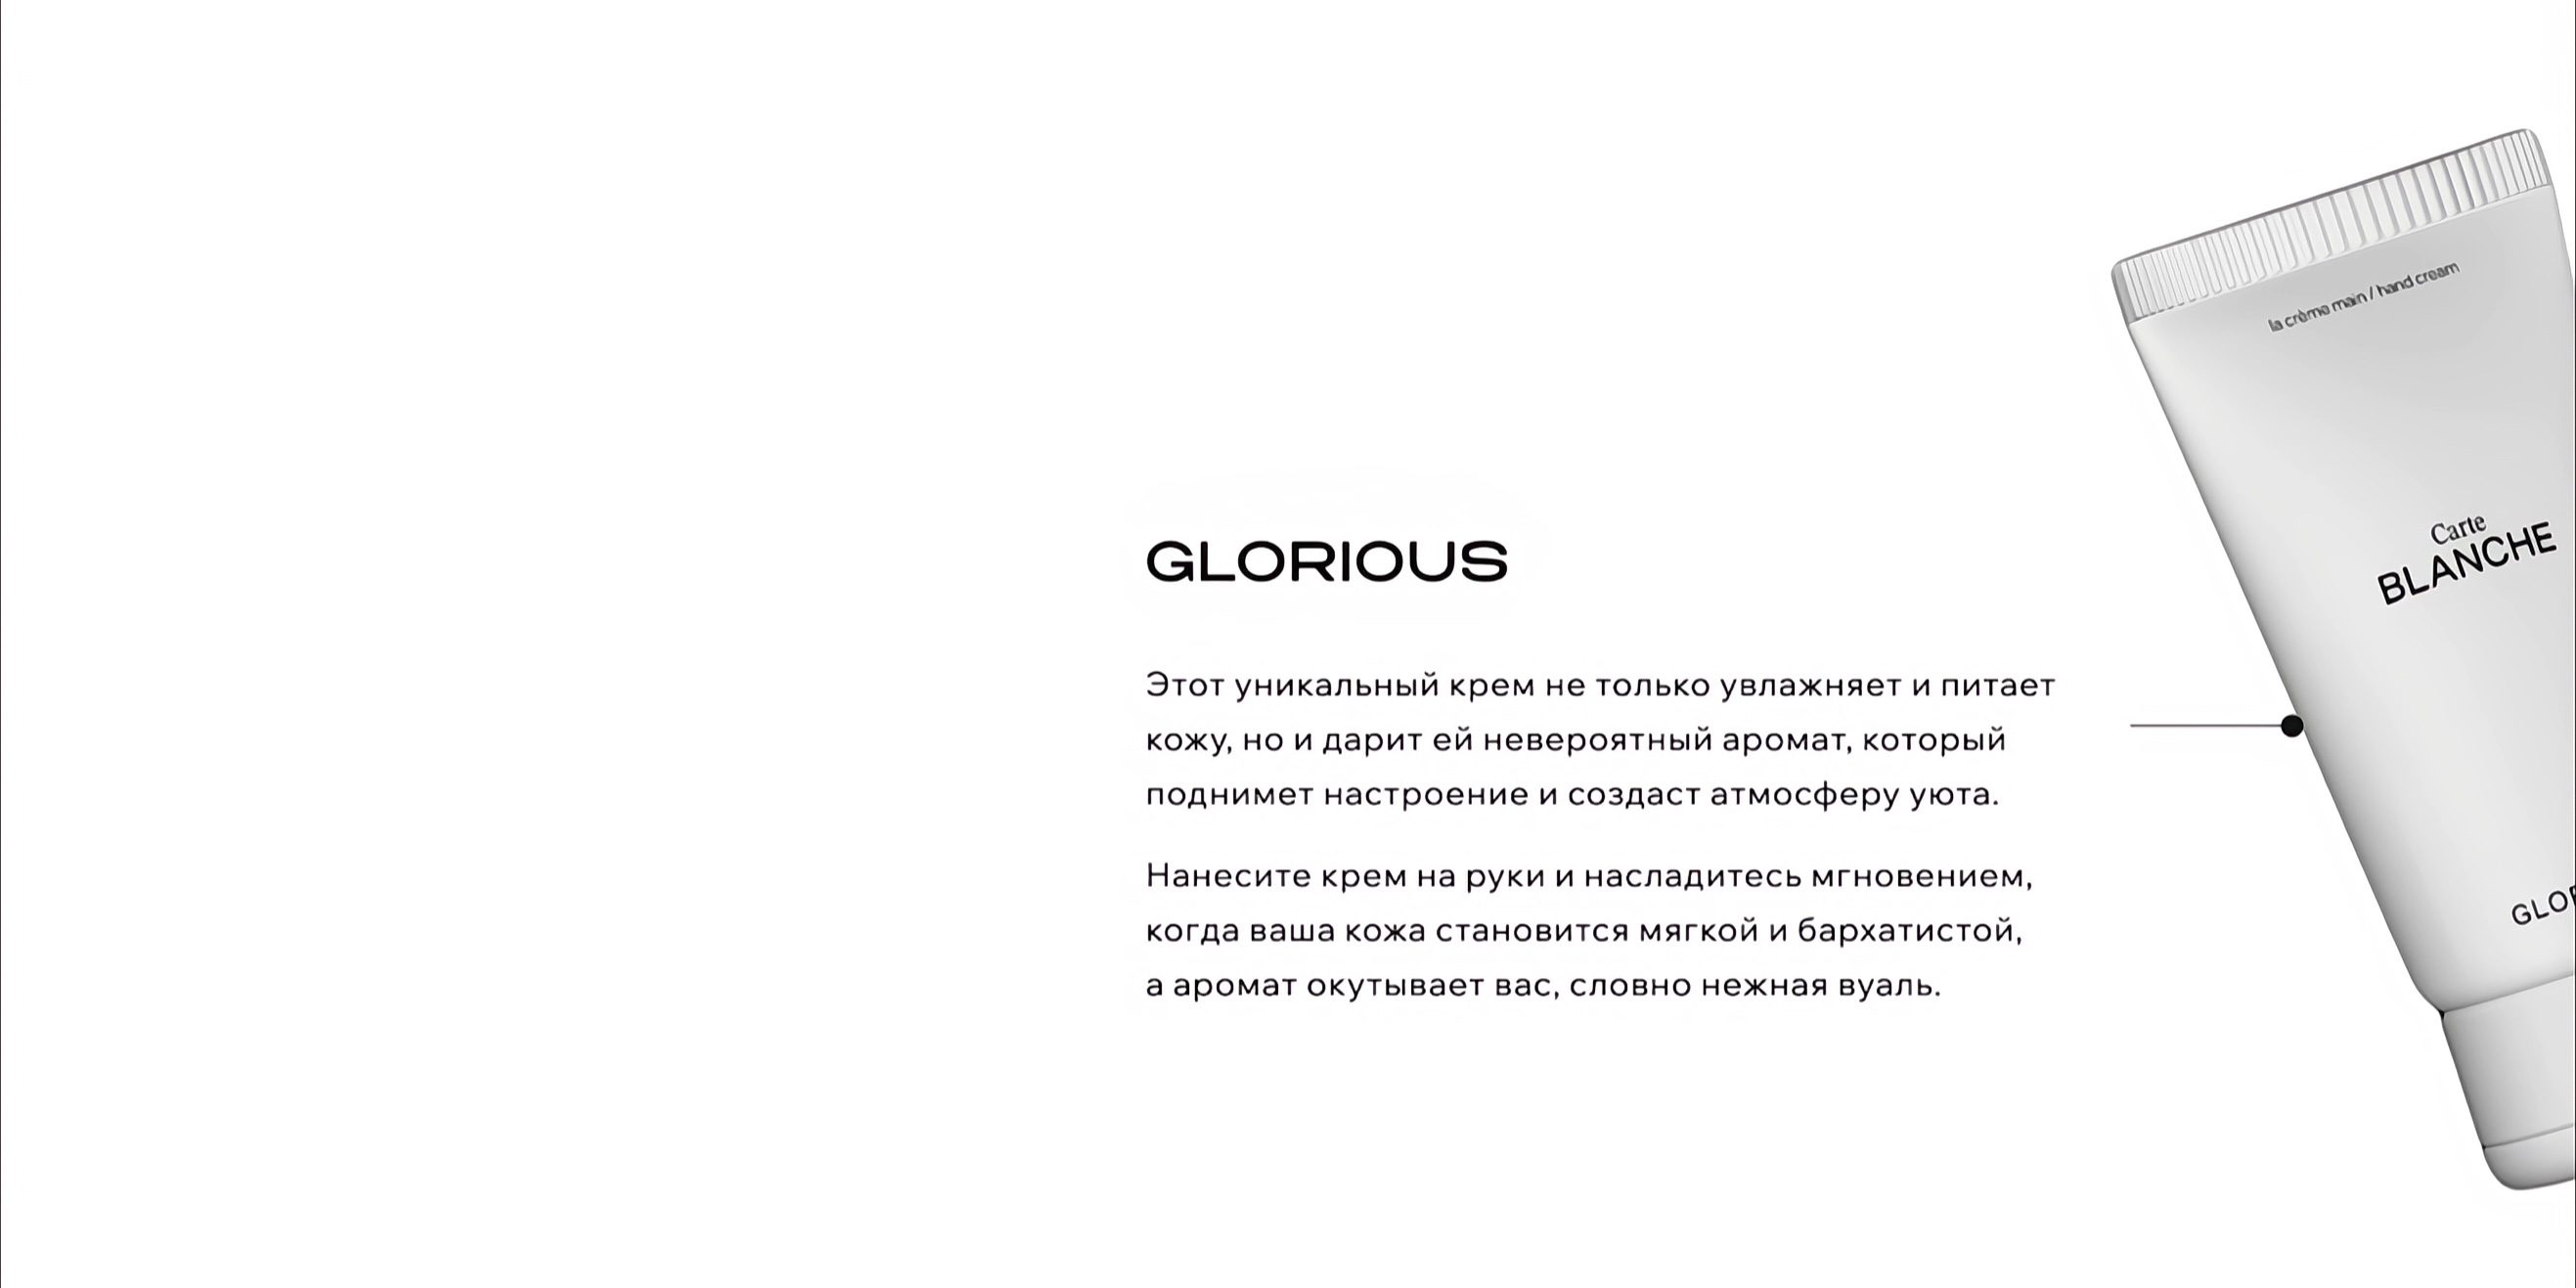 GLORIOUS
Этот уникальный крем не только увлажняет и питает
кожу, но и дарит ей невероятный аромат, который
поднимет настроение и создаст атмосферу уюта.
Нанесите крем на руки и насладитесь мгновением,
когда ваша кожа становится мягкой и бархатистой,
а аромат окутывает вас, словно нежная вуаль.
la crème main / hand cream
Carte
BLANCHE